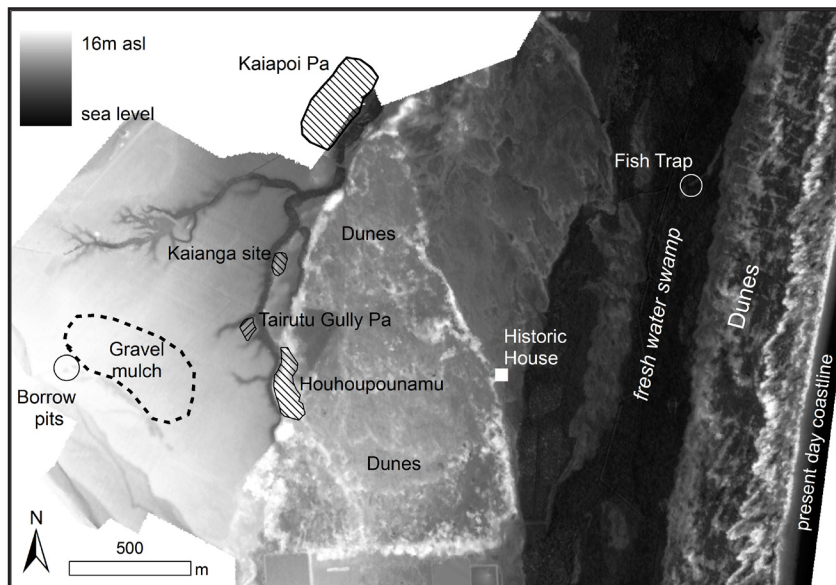 16m asl
sea level
Kaiapoi Pa
Fish Trap
Dunes
Kaianga site
fresh water swamp
Dunes
Tairutu Gully Pa
Gravel
mulch
Historic
House
Houhoupounamu
Borrow
pits
Dunes
present day coastline
N
500
m